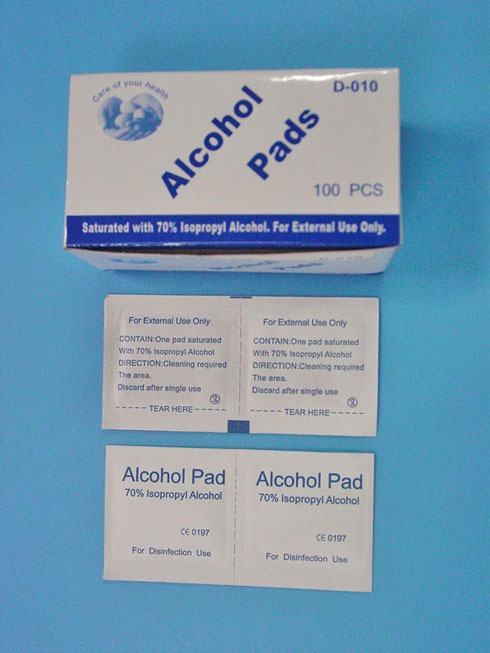 Care of your health
D-010
Alcohol
Pads
100 PCS
Saturated with 70% Isopropyl Alcohol. For External Use Only.
Alcohol Pads D-010
For External Use Only
CONTAIN:One pad saturated
With 70% Isopropyl Alcohol
DIRECTION:Cleaning required
The area.
Discard after single use
TEAR HERE
For External Use Only
CONTAIN:One pad saturated
With 70% Isopropyl Alcohol
DIRECTION:Cleaning required
The area.
Discard after single use
TEAR HERE
Alcohol Pad
70% Isopropyl Alcohol
CE 0197
For Disinfection Use
Alcohol Pad
70% Isopropyl Alcohol
CE 0197
For Disinfection Use